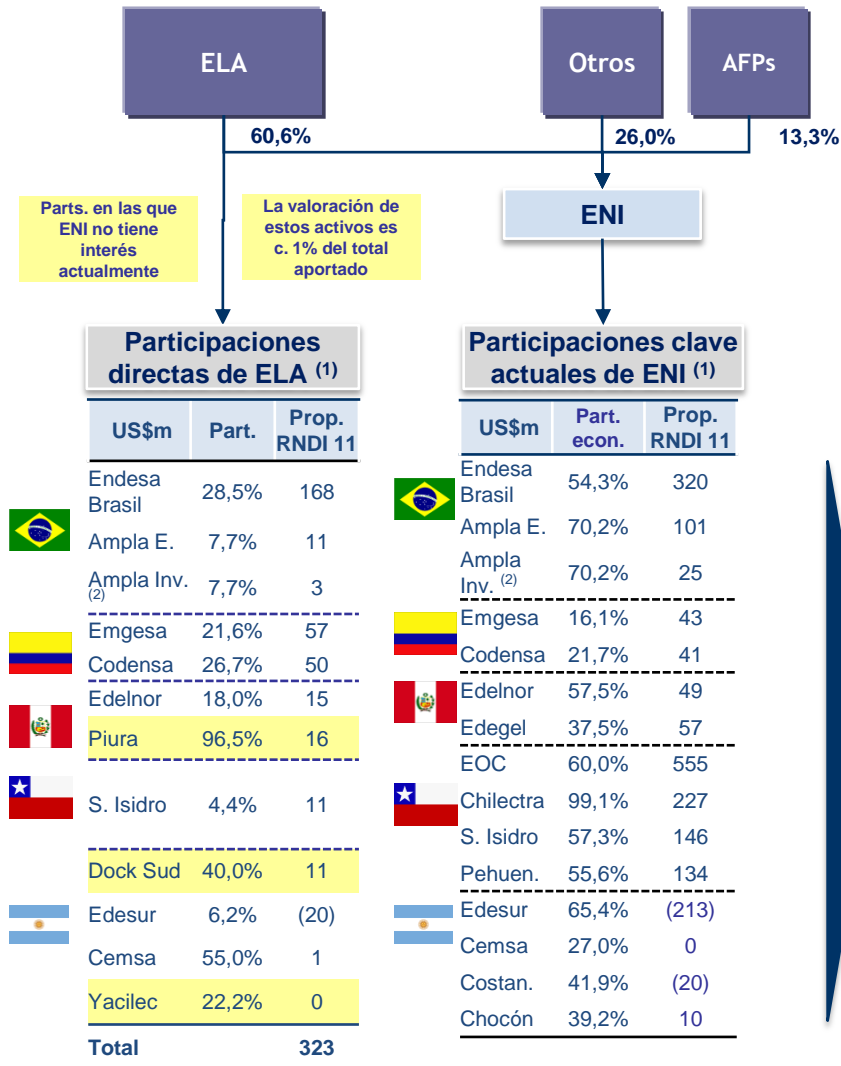 ELA
Otros
AFPs
60,6%
26,0%
13,3%
Parts. en las que
ENI no tiene
interés
actualmente
La valoración de
estos activos es
c. 1% del total
aportado
ENI
Participaciones
directas de ELA (1)
US$m Part. Prop. RNDI 11
Endesa Brasil 28,5% 168
Ampla E. 7,7% 11
Ampla Inv. (2) 7,7% 3
Emgesa 21,6% 57
Codensa 26,7% 50
Edelnor 18,0% 15
Piura 96,5% 16
S. Isidro 4,4% 11
Dock Sud 40,0% 11
Edesur 6,2% (20)
Cemsa 55,0% 1
Yacilec 22,2% 0
Total 323
Participaciones clave
actuales de ENI (1)
US$m Part. econ. Prop. RNDI 11
Endesa Brasil 54,3% 320
Ampla E. 70,2% 101
Ampla Inv. (2) 70,2% 25
Emgesa 16,1% 43
Codensa 21,7% 41
Edelnor 57,5% 49
Edegel 37,5% 57
EOC 60,0% 555
Chilectra 99,1% 227
S. Isidro 57,3% 146
Pehuen. 55,6% 134
Edesur 65,4% (213)
Cemsa 27,0% 0
Costan. 41,9% (20)
Chocón 39,2% 10